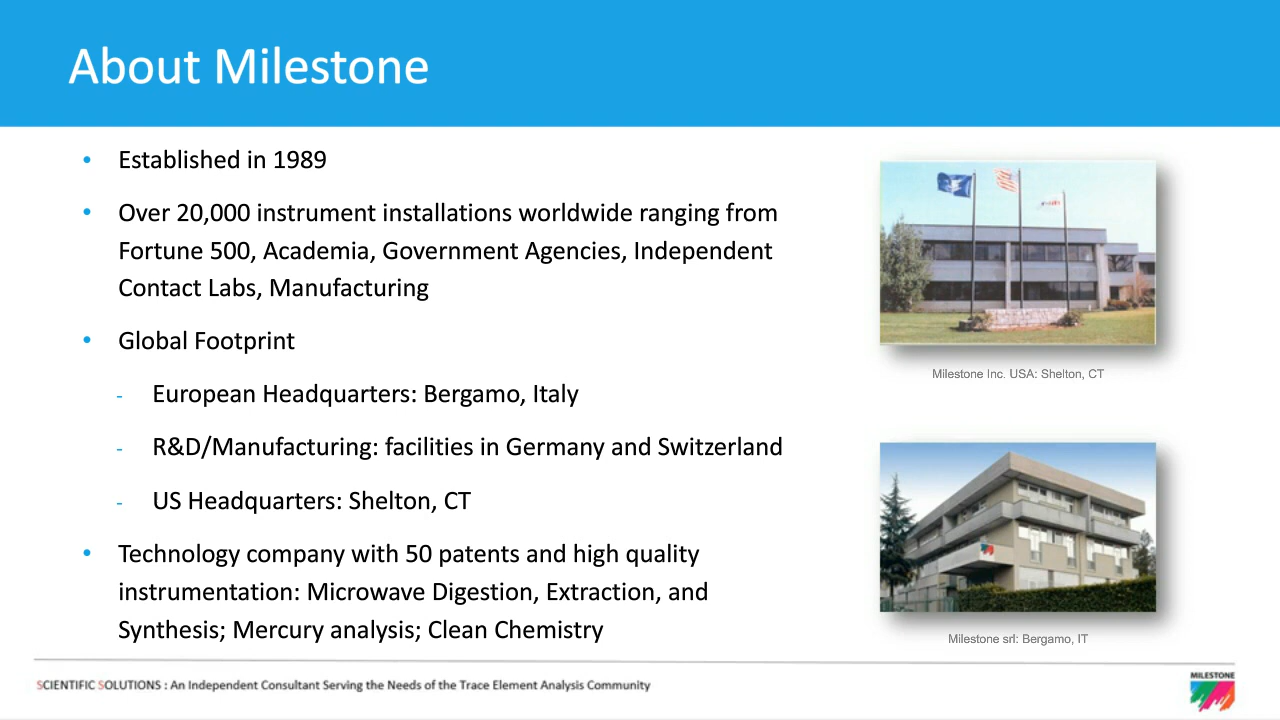 About Milestone
• Established in 1989
• Over 20,000 instrument installations worldwide ranging from
Fortune 500, Academia, Government Agencies, Independent
Contact Labs, Manufacturing
• Global Footprint
- European Headquarters: Bergamo, Italy
- R&D/Manufacturing: facilities in Germany and Switzerland
- US Headquarters: Shelton, CT
• Technology company with 50 patents and high quality
instrumentation: Microwave Digestion, Extraction, and
Synthesis; Mercury analysis; Clean Chemistry
Milestone Inc. USA: Shelton, CT
Milestone srl: Bergamo, IT
SCIENTIFIC SOLUTIONS : An Independent Consultant Serving the Needs of the Trace Element Analysis Community
MILESTONE